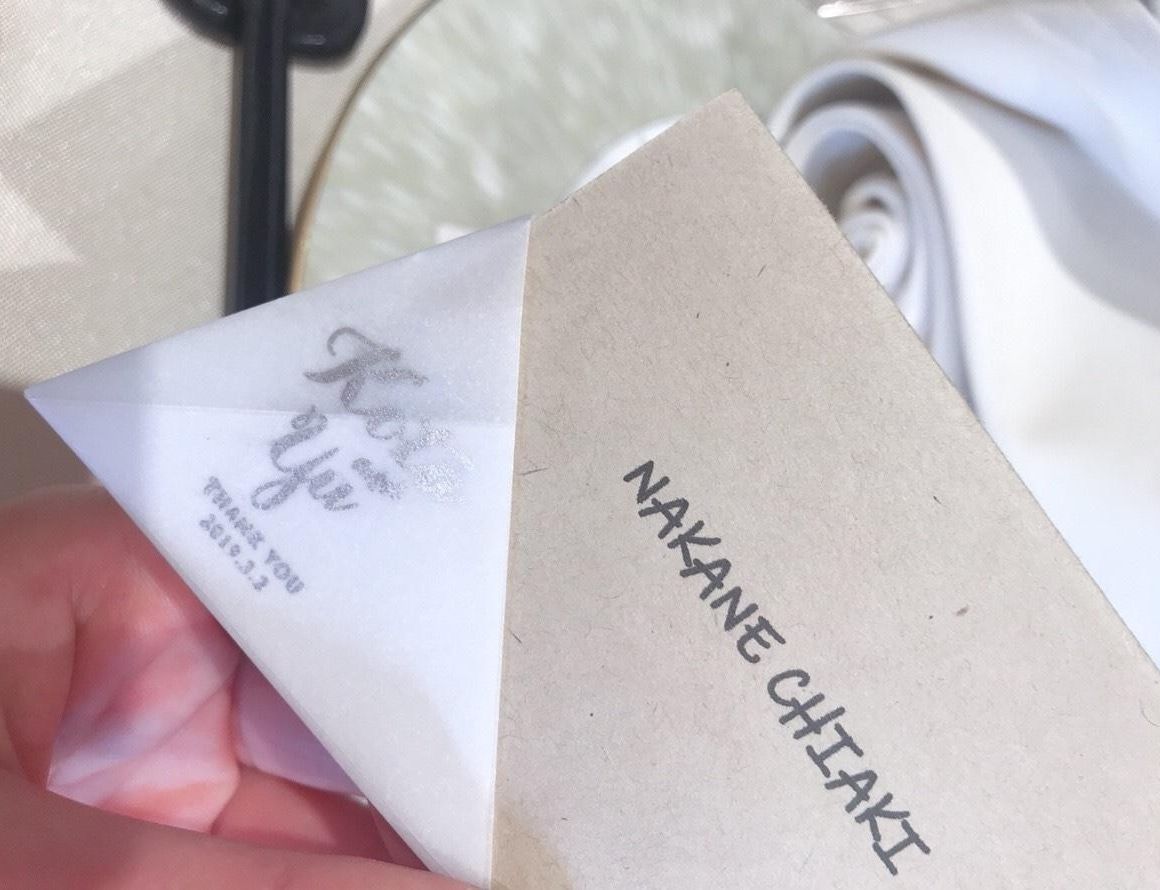 Yu
THANK YOU
2019.3.2
NAKANE CHIAKI